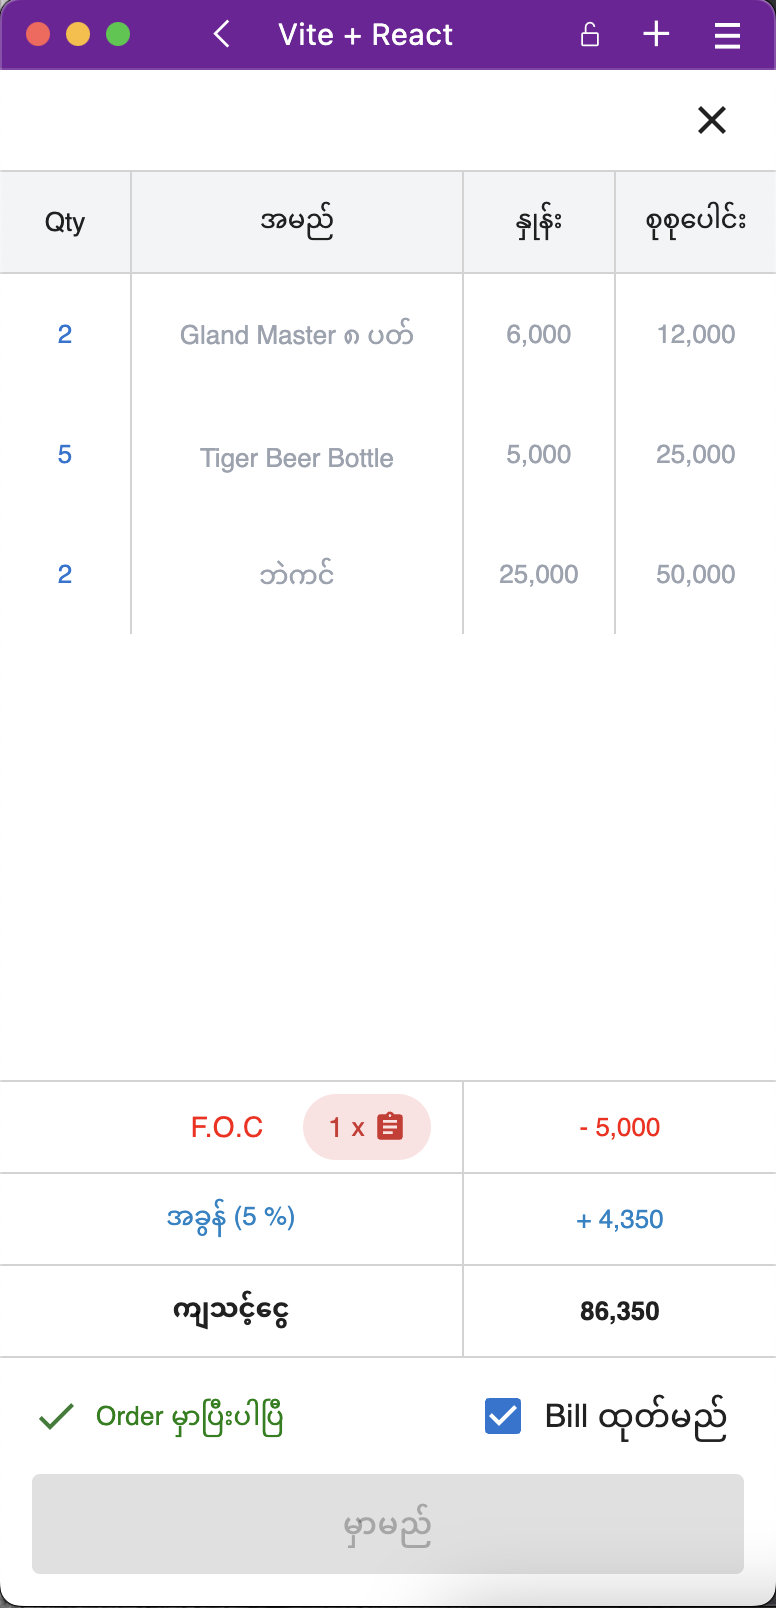 Vite + React
Qty အမည် နှုန်း စုစုပေါင်း
2 Gland Master ၈ ပတ် 6,000 12,000
5 Tiger Beer Bottle 5,000 25,000
2 ဘဲကင် 25,000 50,000
F.O.C 1 x - 5,000
အခွန် (5 %) + 4,350
ကျသင့်ငွေ 86,350
Order မှာပြီးပါပြီ Bill ထုတ်မည်
မှာမည်